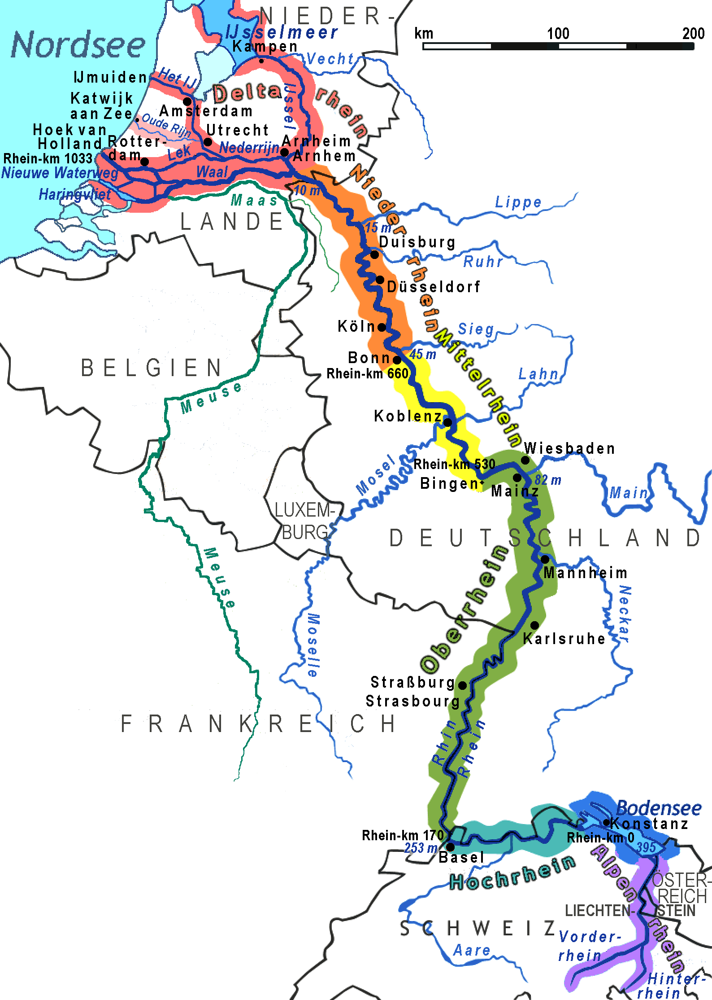 NIEDER-
km 100 200
Nordsee
IJsselmeer
Kampen
Vecht
IJmuiden
Het IJ
Katwijk
aan Zee
Delta
rhein
IJssel
Amsterdam
Oude Rijn
Hoek van
Holland
Utrecht
Rotter-
dam
Arnheim
Arnhem
Nederrijn
Lek
Rhein-km 1033
Nieuwe Waterweg
Waal
Haringvliet
10 m
Nieder
rhein
Maas
Lippe
LANDE
15 m
Duisburg
Ruhr
Düsseldorf
Köln
Sieg
Mittelrhein
45 m
Bonn
Rhein-km 660
BELGIEN
Lahn
Meuse
Koblenz
Wiesbaden
Mosel
Rhein-km 530
Bingen
Mainz
82 m
Main
LUXEM-
BURG
DEUTSCHLAND
Meuse
Oberrhein
Mannheim
Neckar
Moselle
Karlsruhe
Straßburg
Strasbourg
FRANKREICH
Rhin
Rhein
Bodensee
Konstanz
Rhein-km 170
Rhein-km 0
253 m
395
Basel
Hochrhein
Alpen
rhein
ÖSTER-
REICH
LIECHTEN-
STEIN
SCHWEIZ
Vorder-
rhein
Aare
Hinter-
rhein